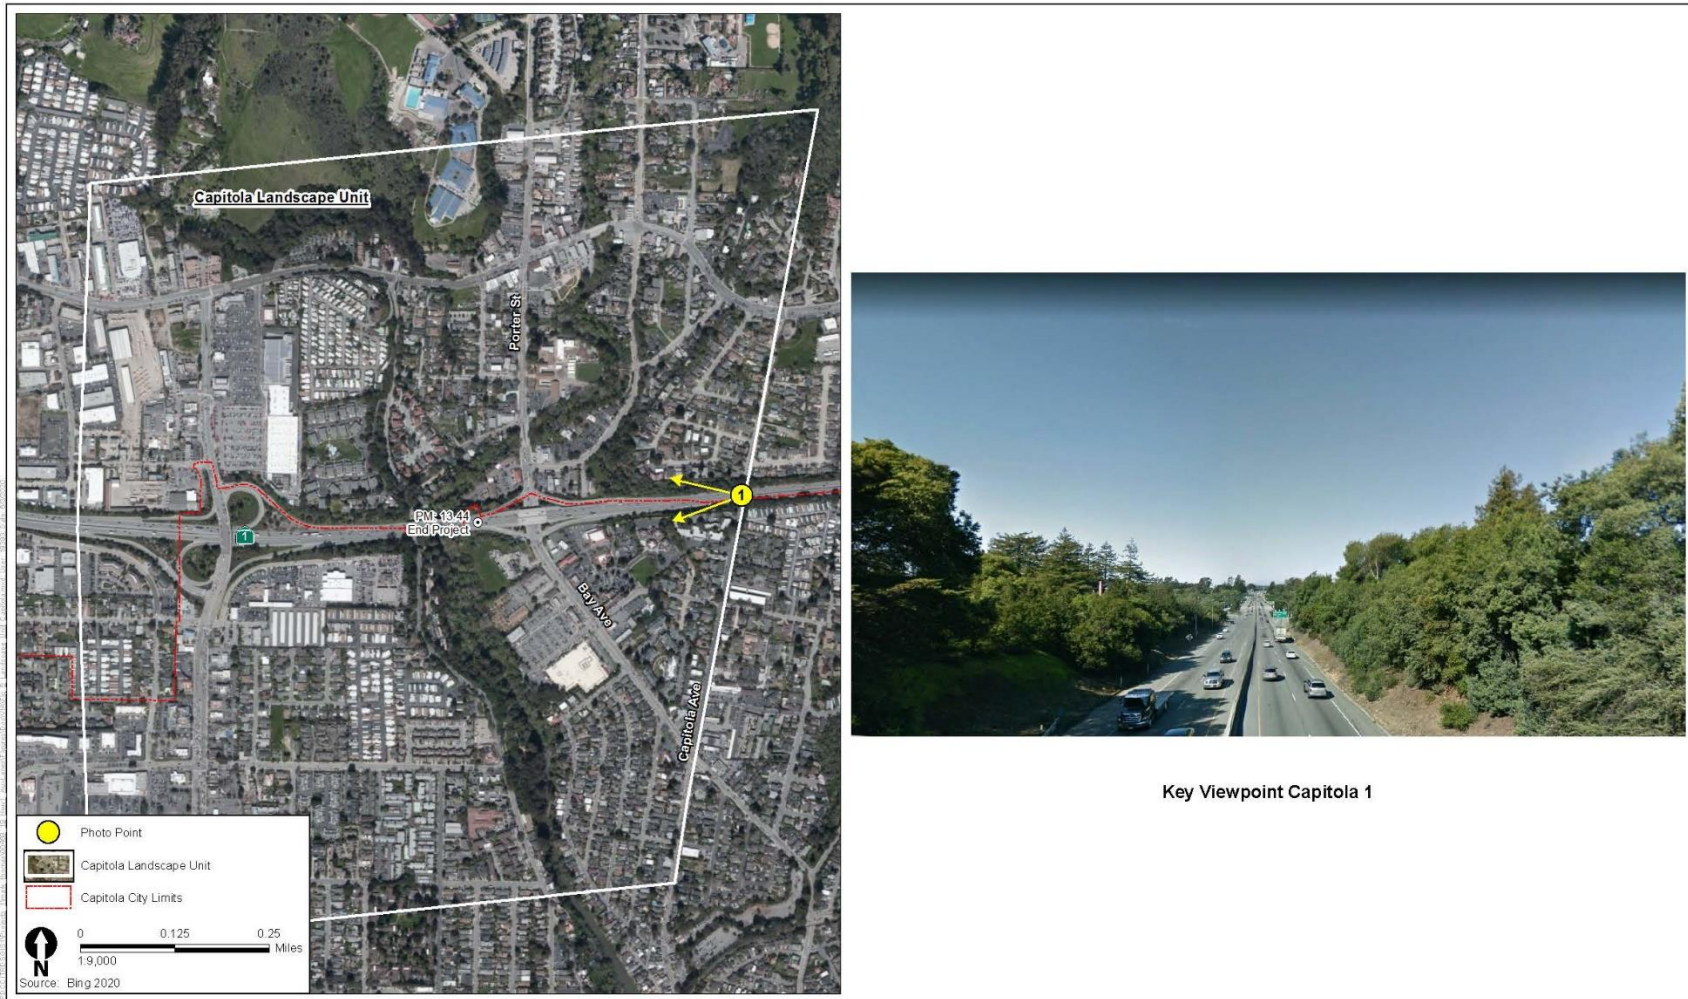 Capitola Landscape Unit
Porter St
1
PM: 13.44
End Project
1
Bay Ave
Capitola Ave
Photo Point
Capitola Landscape Unit
Capitola City Limits
0 0.125 0.25
Miles
1:9,000
N
Source: Bing 2020
Key Viewpoint Capitola 1